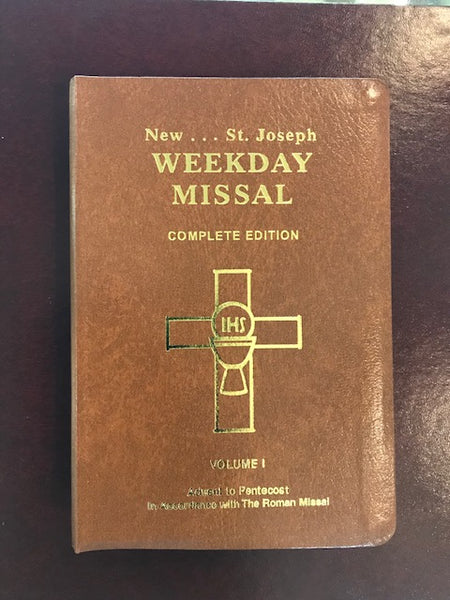 New . . . St. Joseph
WEEKDAY
MISSAL
COMPLETE EDITION
IHS
VOLUME I
Advent to Pentecost
In Accordance with The Roman Missal